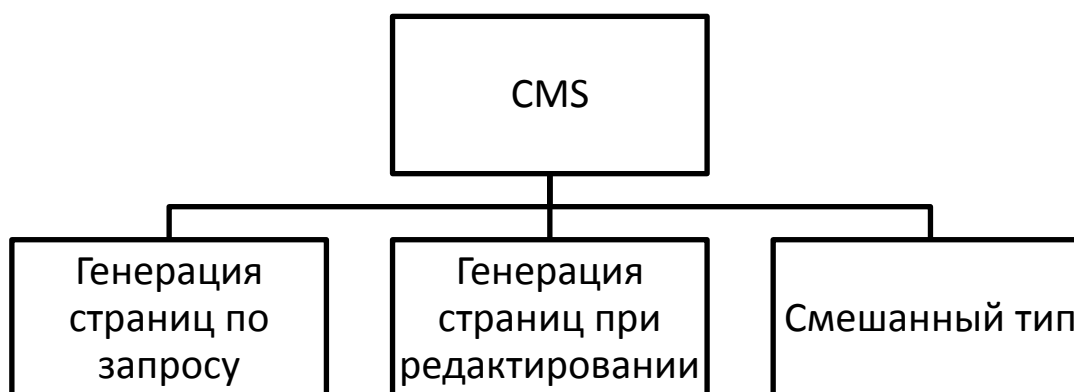 CMS
Генерация
страниц по
запросу
Генерация
страниц при
редактировании
Смешанный тип